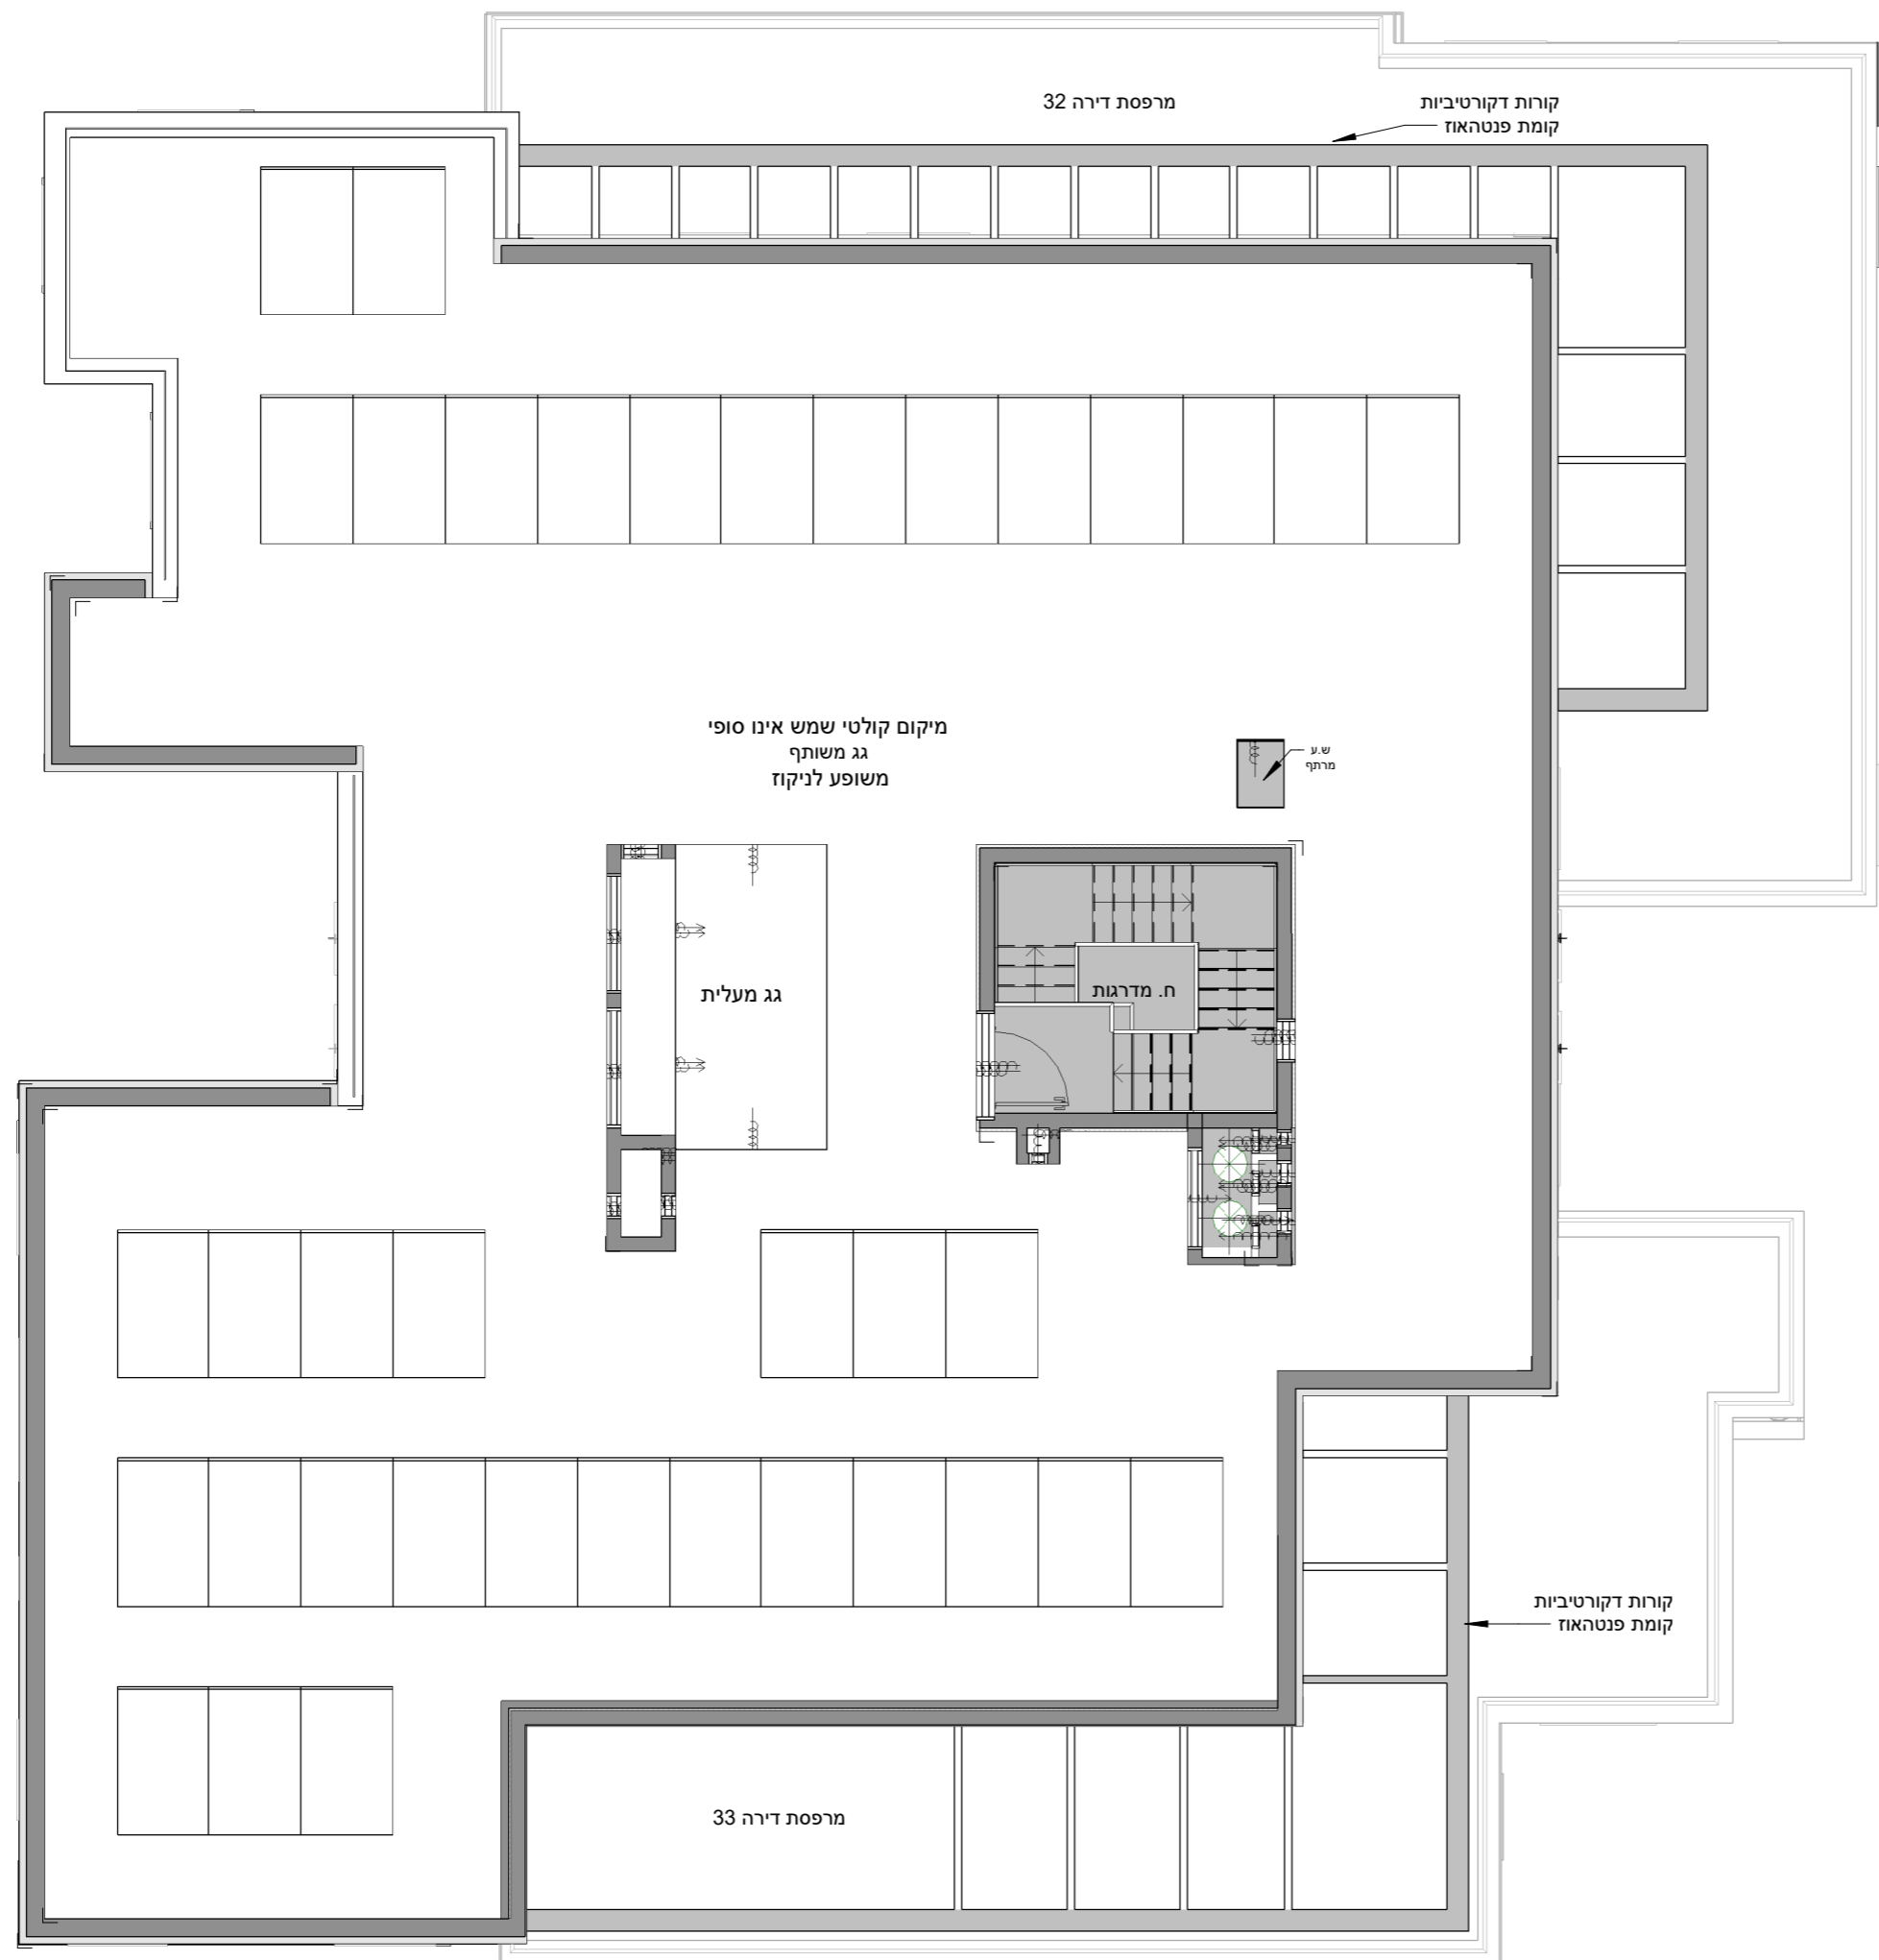 מרפסת דירה 32
קורות דקורטיביות
קומת פנטהאוז
מיקום קולטי שמש אינו סופי
גג משותף
משופע לניקוז
ש.ע
מרתף
גג מעלית
ח. מדרגות
קורות דקורטיביות
קומת פנטהאוז
מרפסת דירה 33